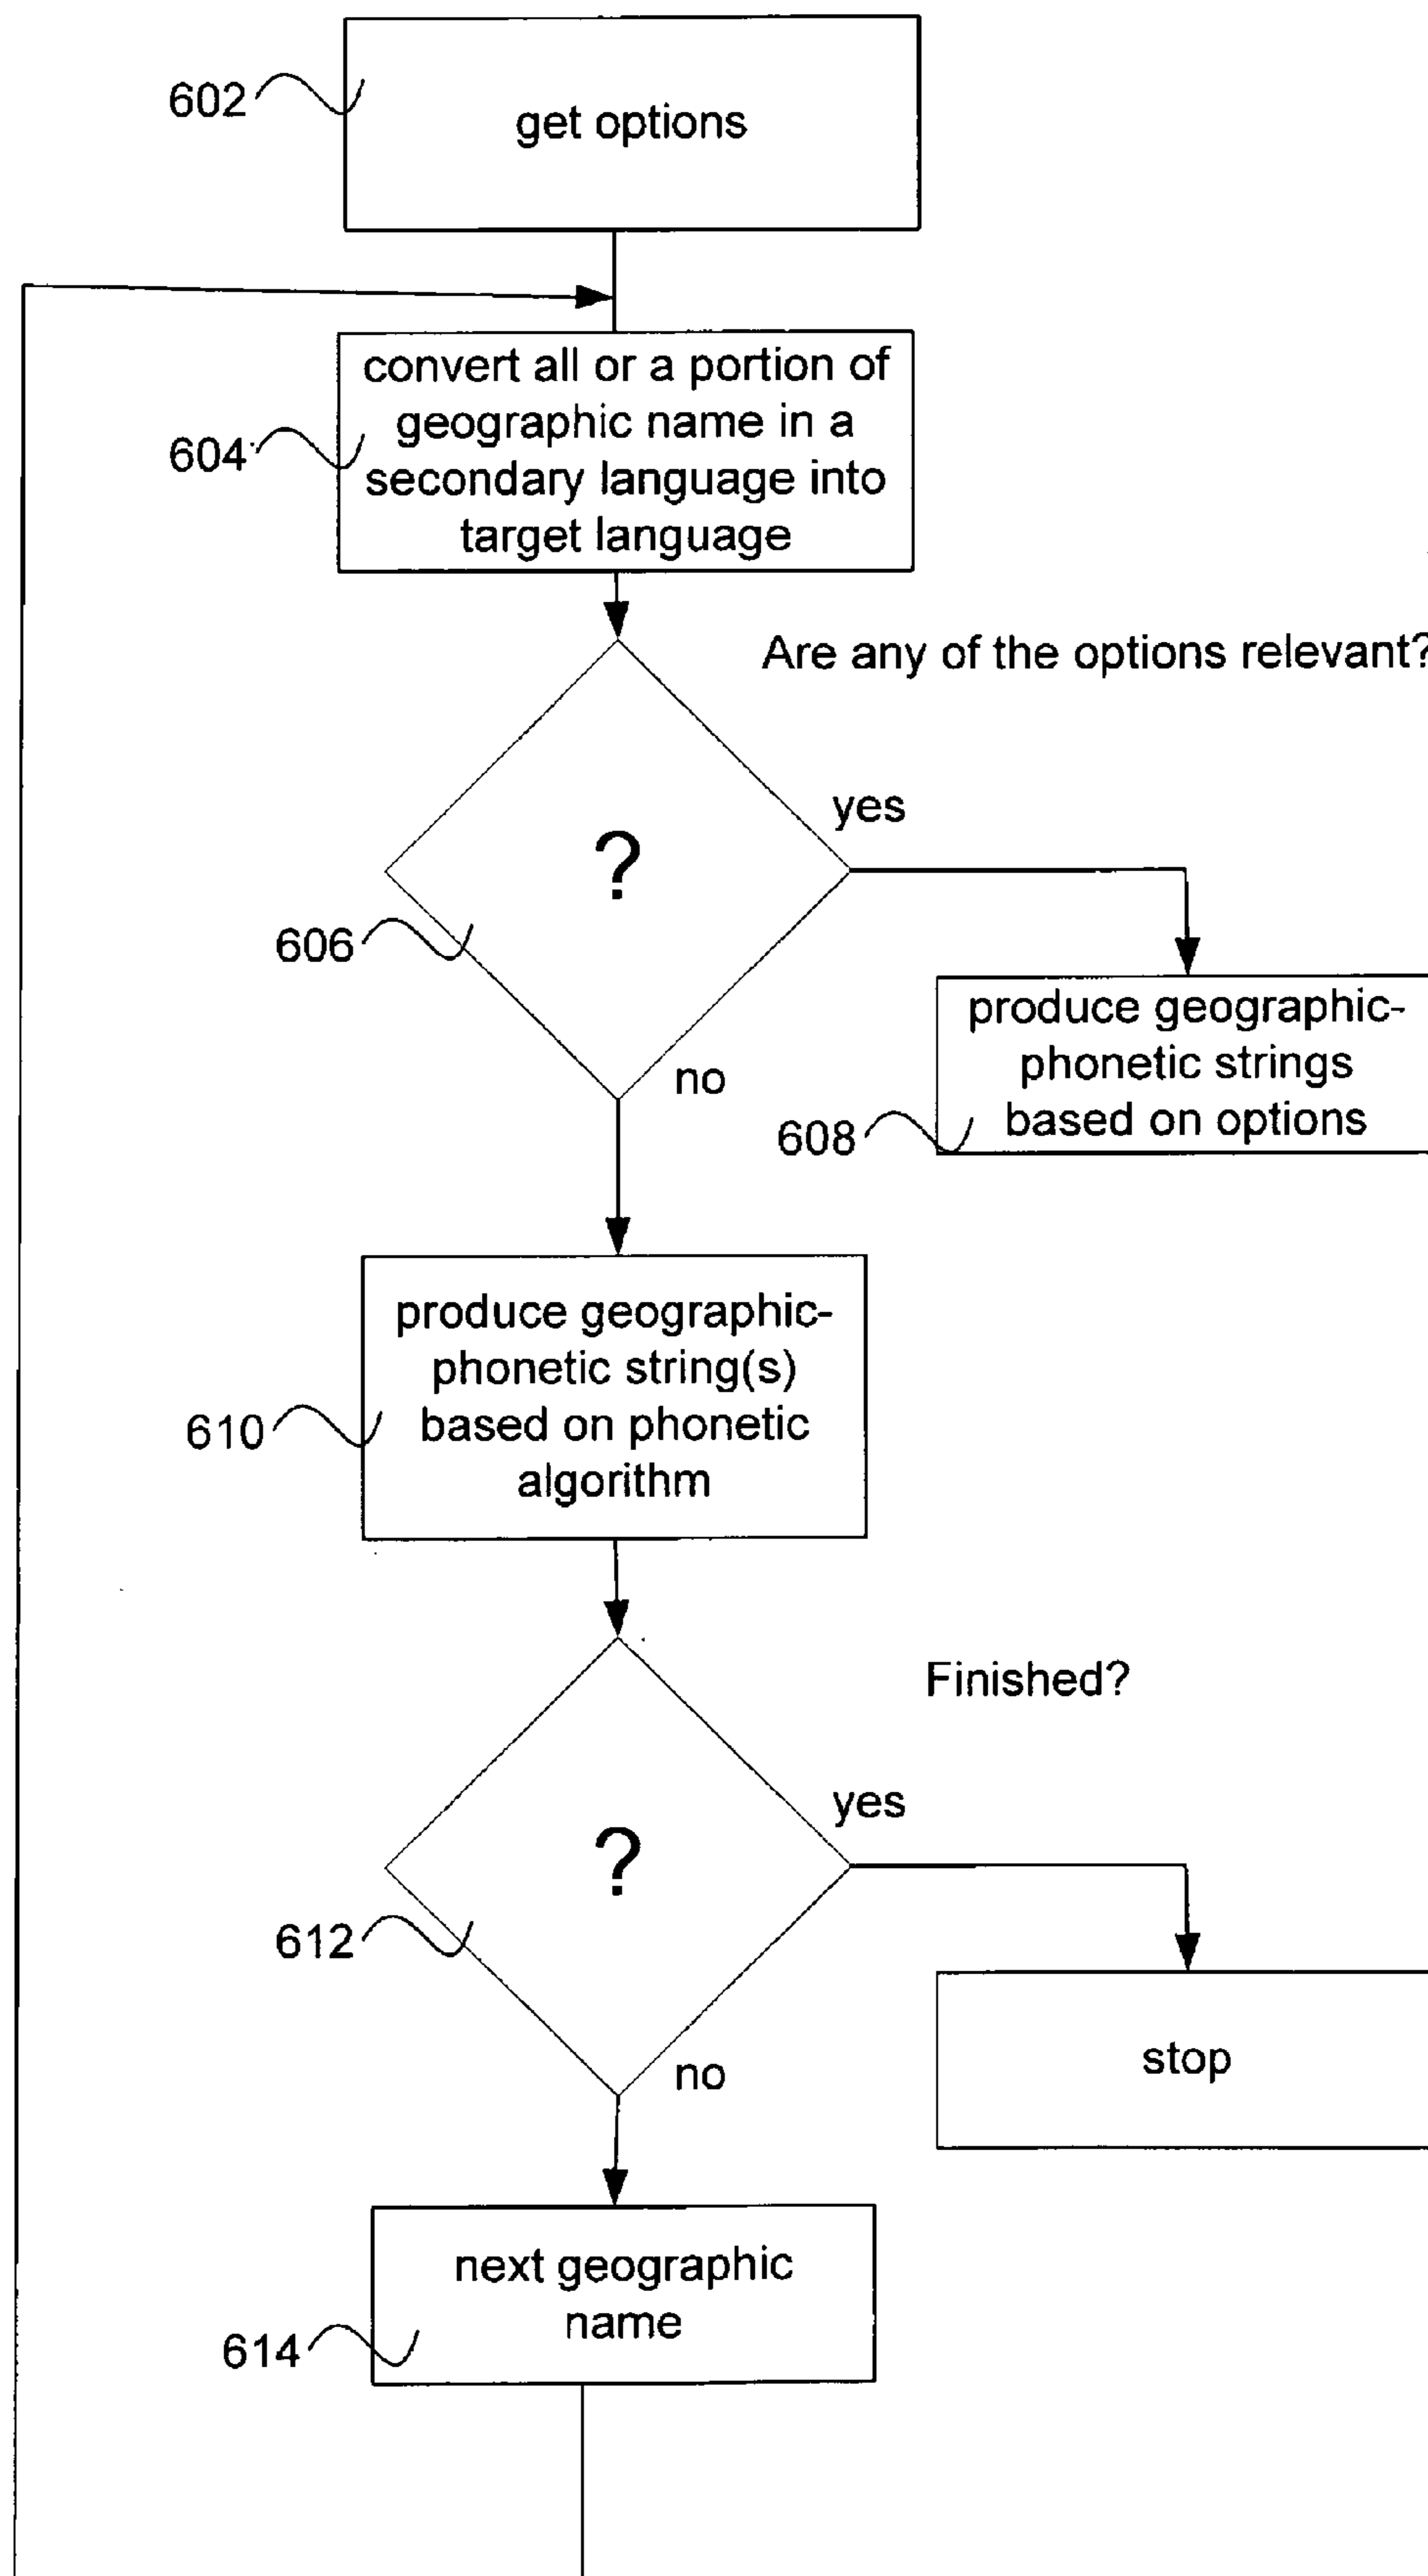 602
get options
604
convert all or a portion of
geographic name in a
secondary language into
target language
Are any of the options relevant?
?
yes
606
no
produce geographic-
phonetic strings
based on options
608
produce geographic-
phonetic string(s)
based on phonetic
algorithm
610
Finished?
?
yes
612
no
stop
next geographic
name
614